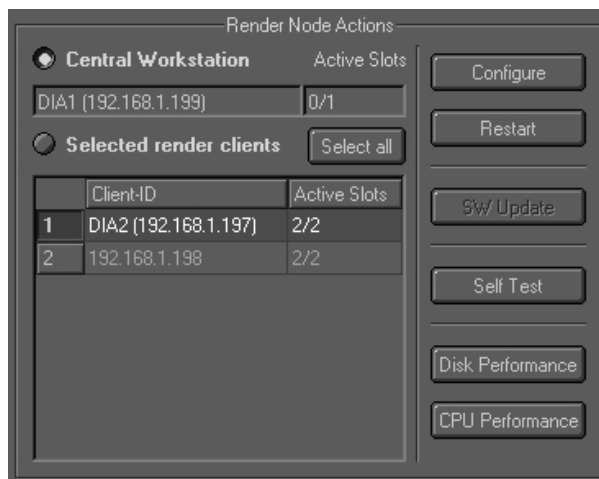 Render Node Actions
Central Workstation Active Slots
DIA1 (192.168.1.199) 0/1
Selected render clients Select all
Client-ID Active Slots
1 DIA2 (192.168.1.197) 2/2
2 192.168.1.198 2/2
Configure
Restart
SW Update
Self Test
Disk Performance
CPU Performance